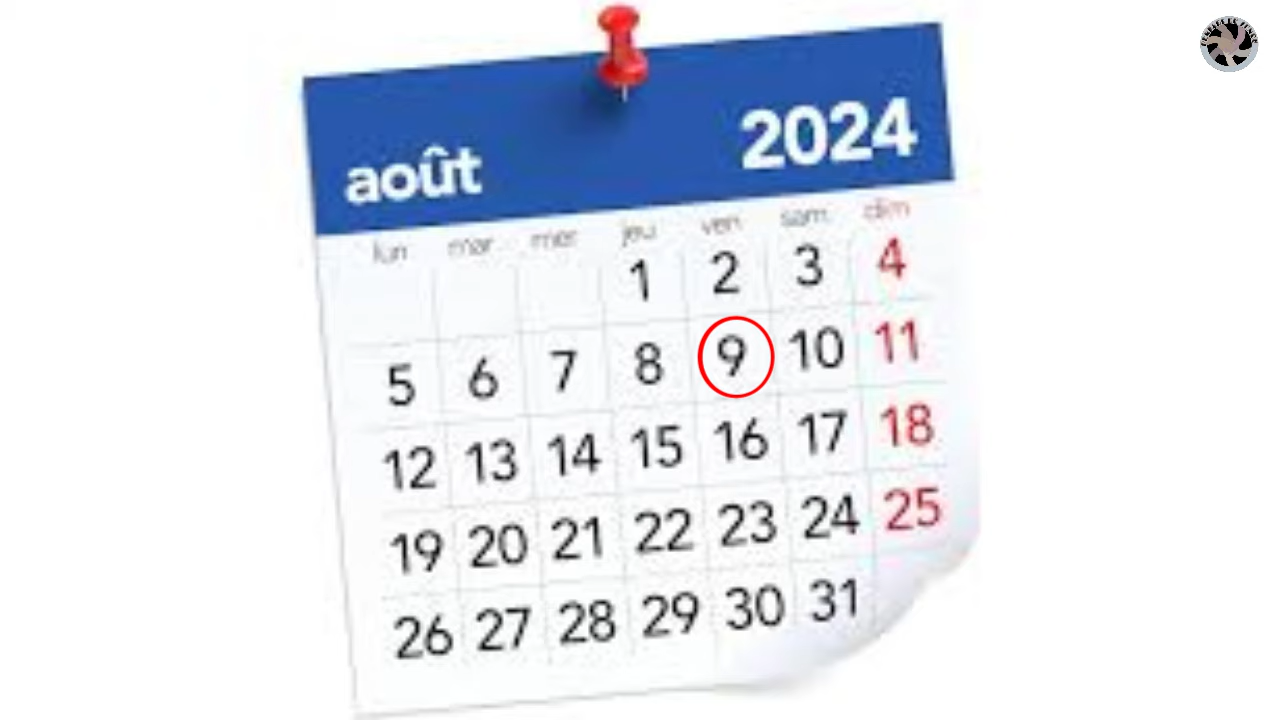 août 2024
lun mar mer jeu ven sam dim
1 2 3 4
5 6 7 8 9 10 11
12 13 14 15 16 17 18
19 20 21 22 23 24 25
26 27 28 29 30 31